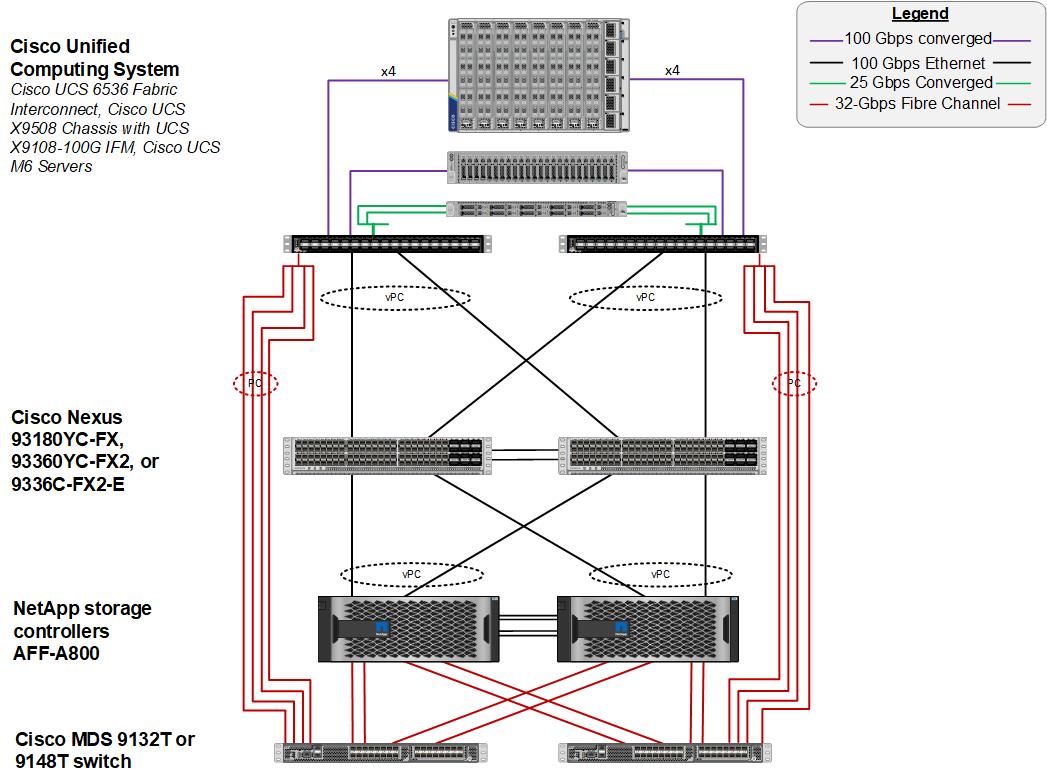 Legend
100 Gbps converged
100 Gbps Ethernet
25 Gbps Converged
32-Gbps Fibre Channel
Cisco Unified
Computing System
Cisco UCS 6536 Fabric
Interconnect, Cisco UCS
X9508 Chassis with UCS
X9108-100G IFM, Cisco UCS
M6 Servers
x4
x4
CISCO
vPC
vPC
PC
PC
Cisco Nexus
93180YC-FX,
93360YC-FX2, or
9336C-FX2-E
vPC
vPC
NetApp storage
controllers
AFF-A800
NetApp
NetApp
Cisco MDS 9132T or
9148T switch